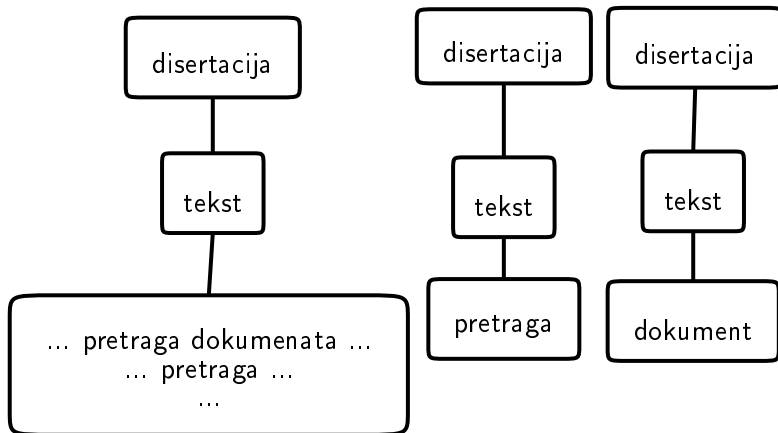 disertacija
tekst
... pretraga dokumenata ...
... pretraga ...
...
disertacija
tekst
pretraga
disertacija
tekst
dokument